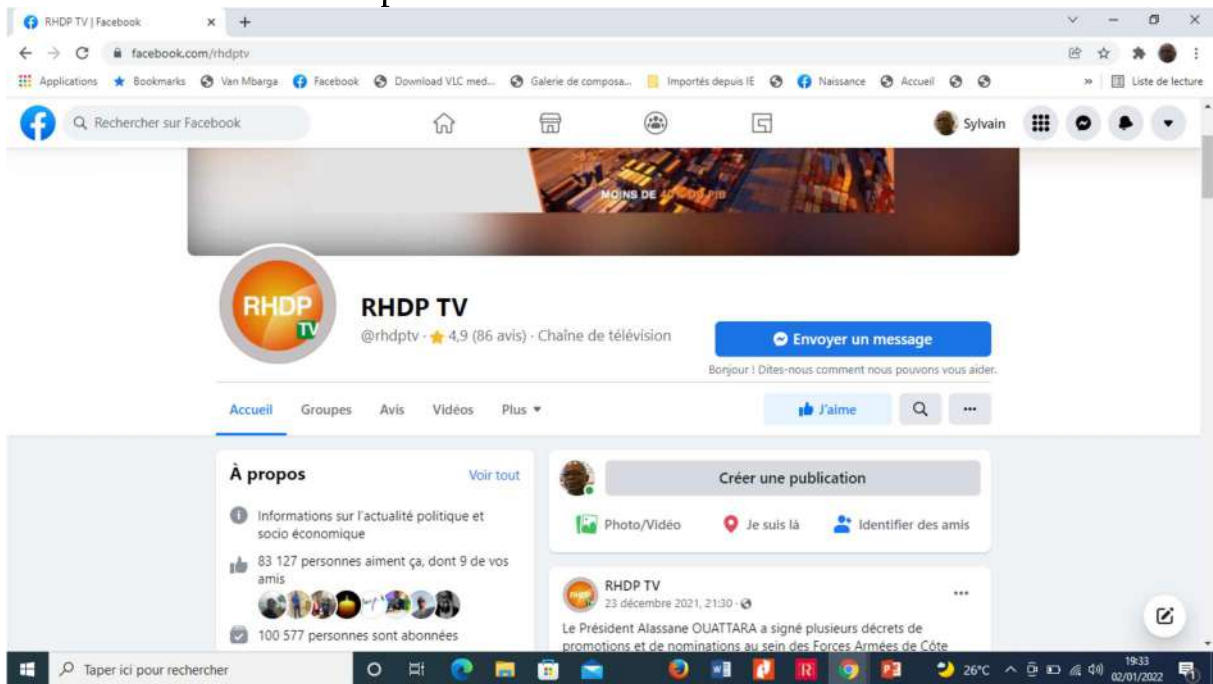 RHDP TV | Facebook
facebook.com/rhdptv
Applications Bookmarks Van Mbarga Facebook Download VLC med... Galerie de composa... Importés depuis IE Naissance Accueil » Liste de lecture
Rechercher sur Facebook Sylvain
MOINS DE 40 % DU PIB
RHDP
TV
RHDP TV
@rhdptv · 4,9 (86 avis) · Chaîne de télévision
Envoyer un message
Bonjour ! Dites-nous comment nous pouvons vous aider.
Accueil Groupes Avis Vidéos Plus J'aime
À propos Voir tout
Informations sur l'actualité politique et
socio économique
83 127 personnes aiment ça, dont 9 de vos
amis
100 577 personnes sont abonnées
Créer une publication
Photo/Vidéo Je suis là Identifier des amis
RHDP TV
23 décembre 2021, 21:30 ·
Le Président Alassane OUATTARA a signé plusieurs décrets de
promotions et de nominations au sein des Forces Armées de Côte
Taper ici pour rechercher 26°C 19:33
02/01/2022